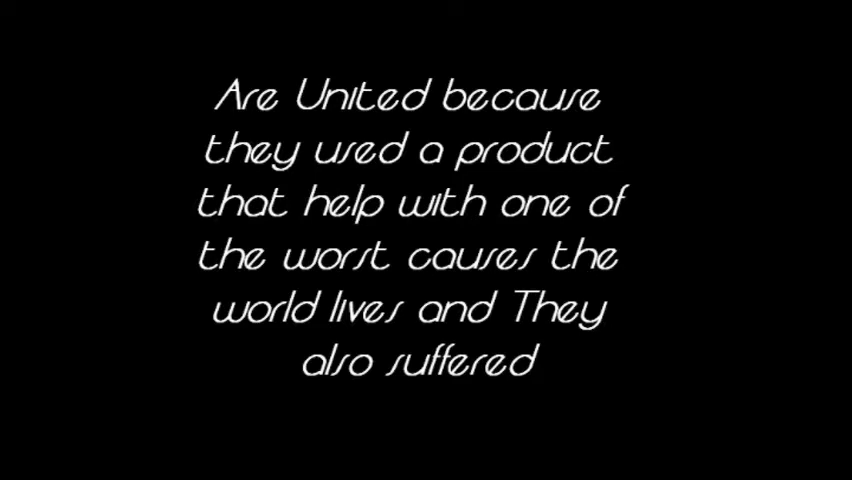 Are United because
they used a product
that help with one of
the worst causes the
world lives and They
also suffered